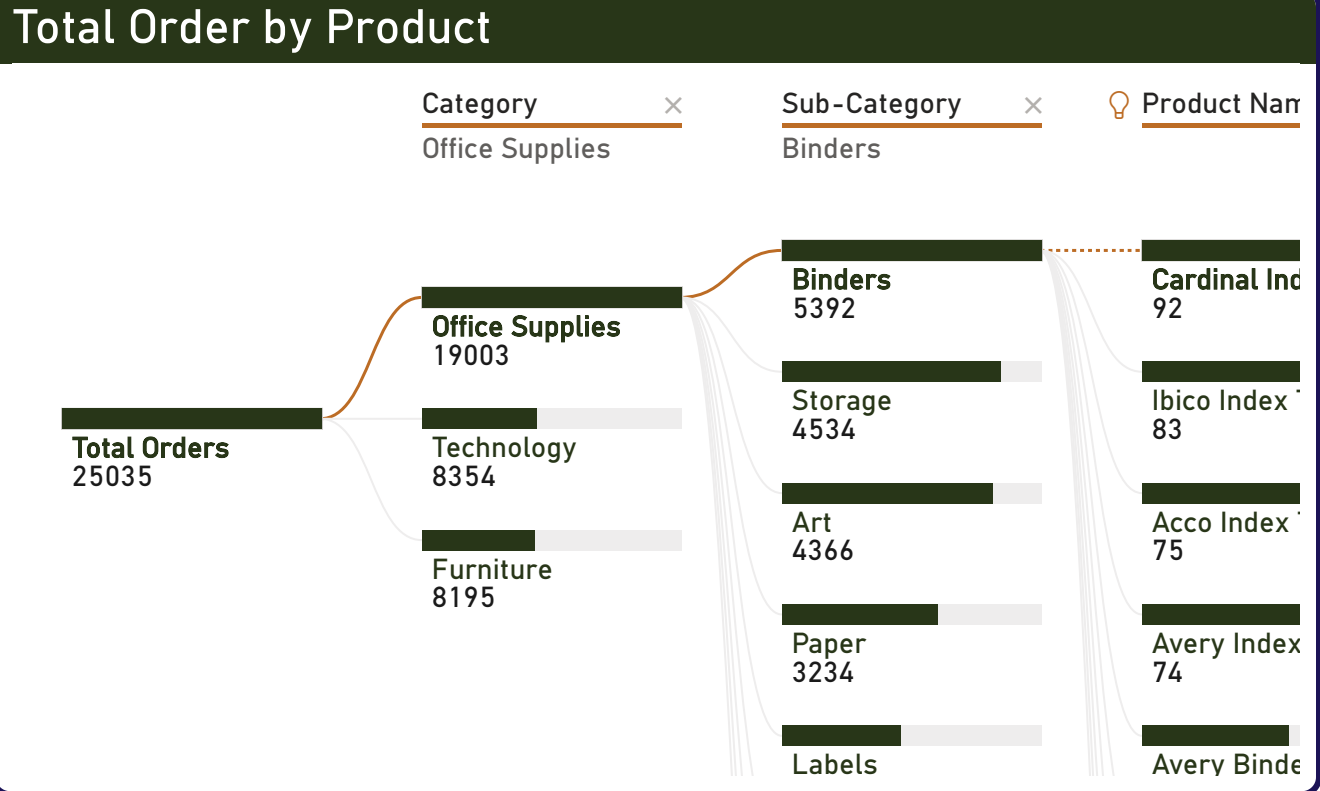 Total Order by Product
Category
Office Supplies
Sub-Category
Binders
Product Nam
Total Orders
25035
Office Supplies
19003
Technology
8354
Furniture
8195
Binders
5392
Storage
4534
Art
4366
Paper
3234
Labels
Cardinal Ind
92
Ibico Index
83
Acco Index
75
Avery Index
74
Avery Binde